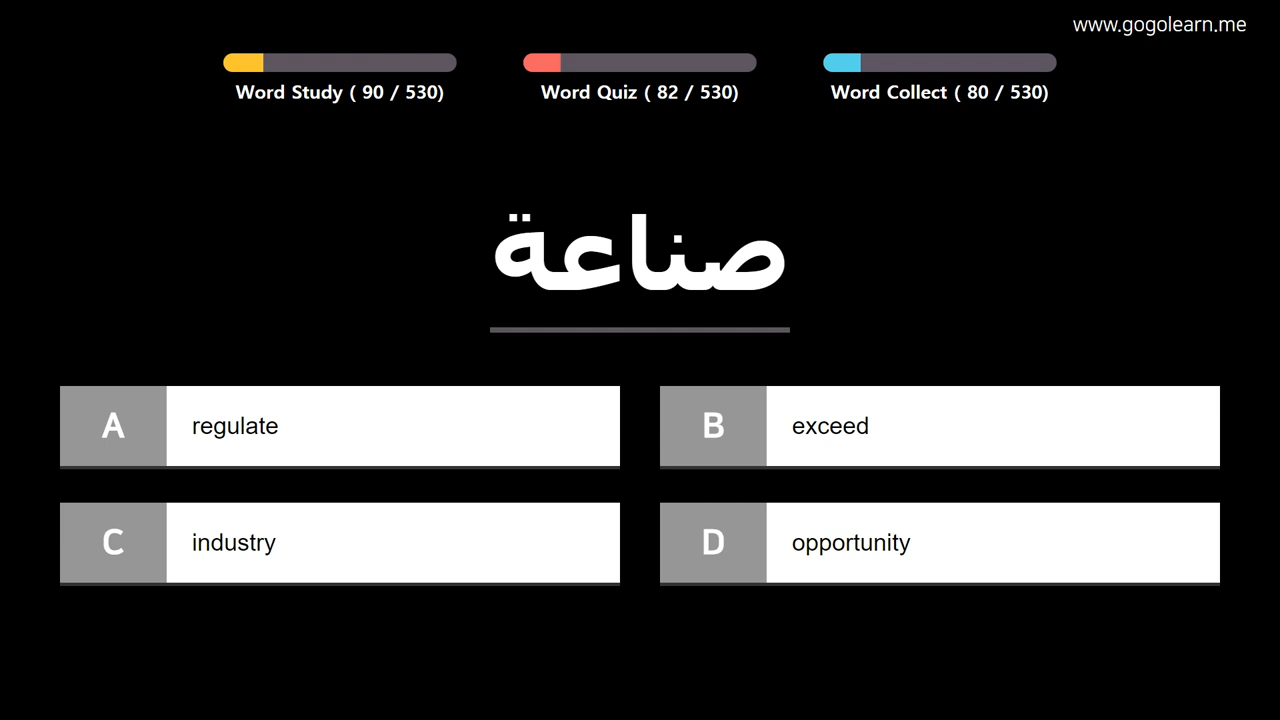 www.gogolearn.me
Word Study ( 90 / 530)
Word Quiz ( 82 / 530)
Word Collect ( 80 / 530)
صناعة
A regulate
B exceed
C industry
D opportunity